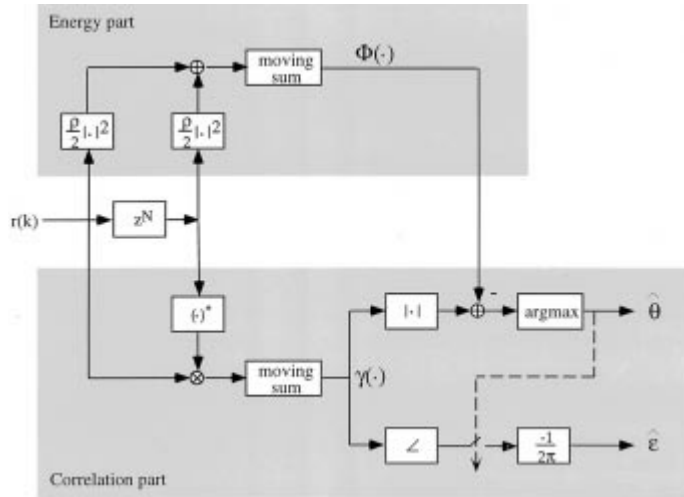 Energy part
moving
sum
Φ(·)
ρ/2 |·|²
ρ/2 |·|²
r(k)
z^N
(·)*
|·|
-
argmax
θ̂
moving
sum
γ(·)
∠
-1/2π
ε̂
Correlation part